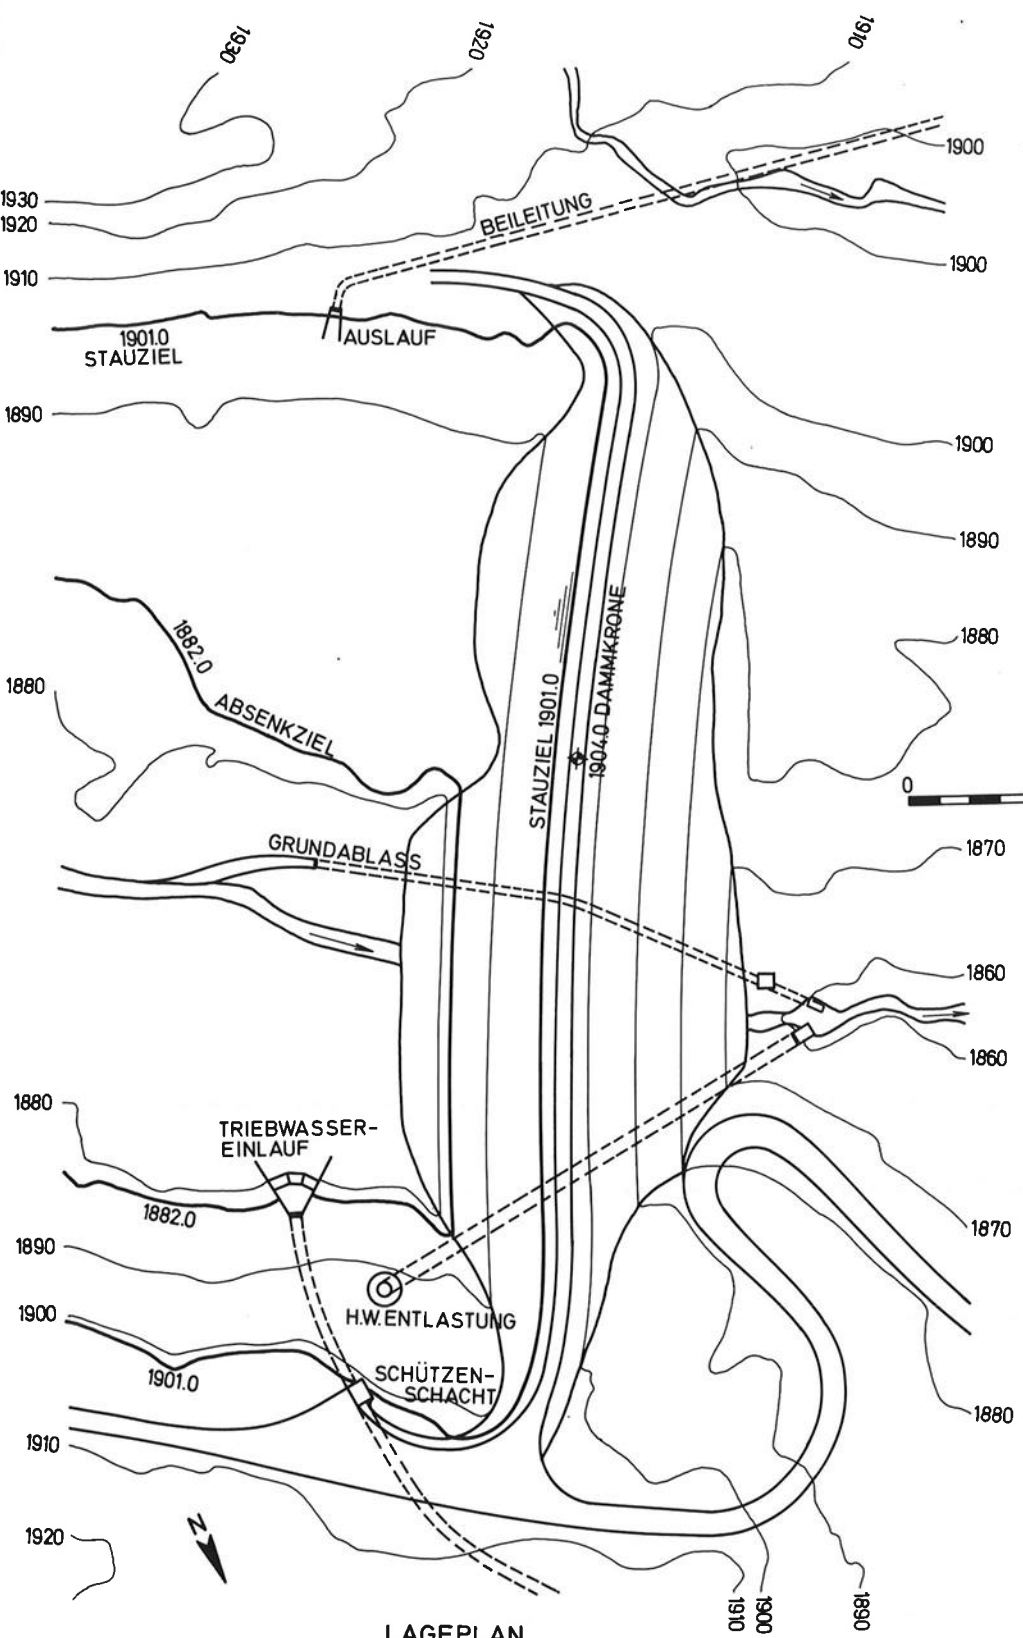 1930
1920
1910
1900
1930
1920
BEILEITUNG
1900
1910
AUSLAUF
1901.0
STAUZIEL
1890
1900
1890
1882.0
1880
1880
ABSENKZIEL
STAUZIEL 1901.0
1904.0 DAMMKRONE
0
GRUNDABLASS
1870
1860
1860
1880
TRIEBWASSER-
EINLAUF
1882.0
1870
1890
1900
H.W.ENTLASTUNG
SCHÜTZEN-
SCHACHT
1901.0
1880
1910
N
1920
1910
1900
1890
LAGEPLAN